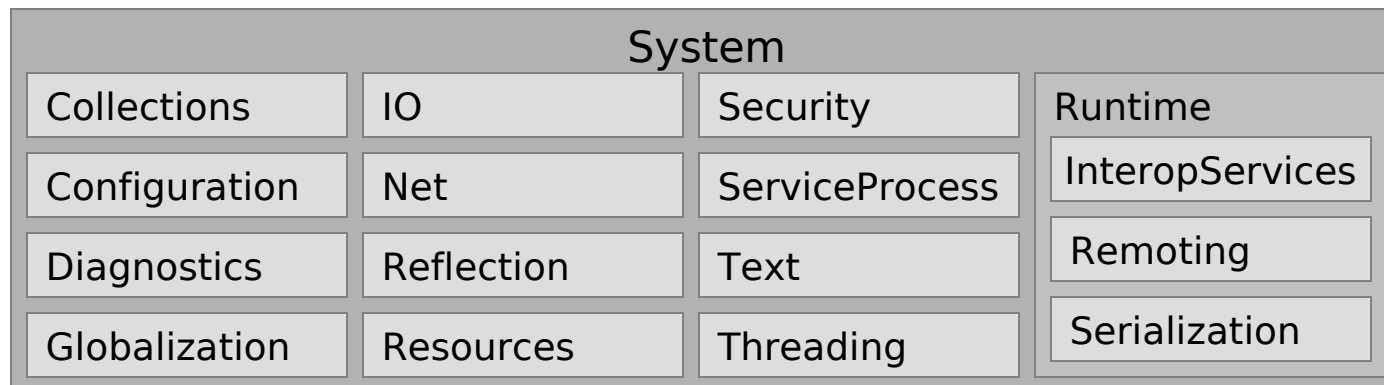 System
Collections
Configuration
Diagnostics
Globalization
IO
Net
Reflection
Resources
Security
ServiceProcess
Text
Threading
Runtime
InteropServices
Remoting
Serialization